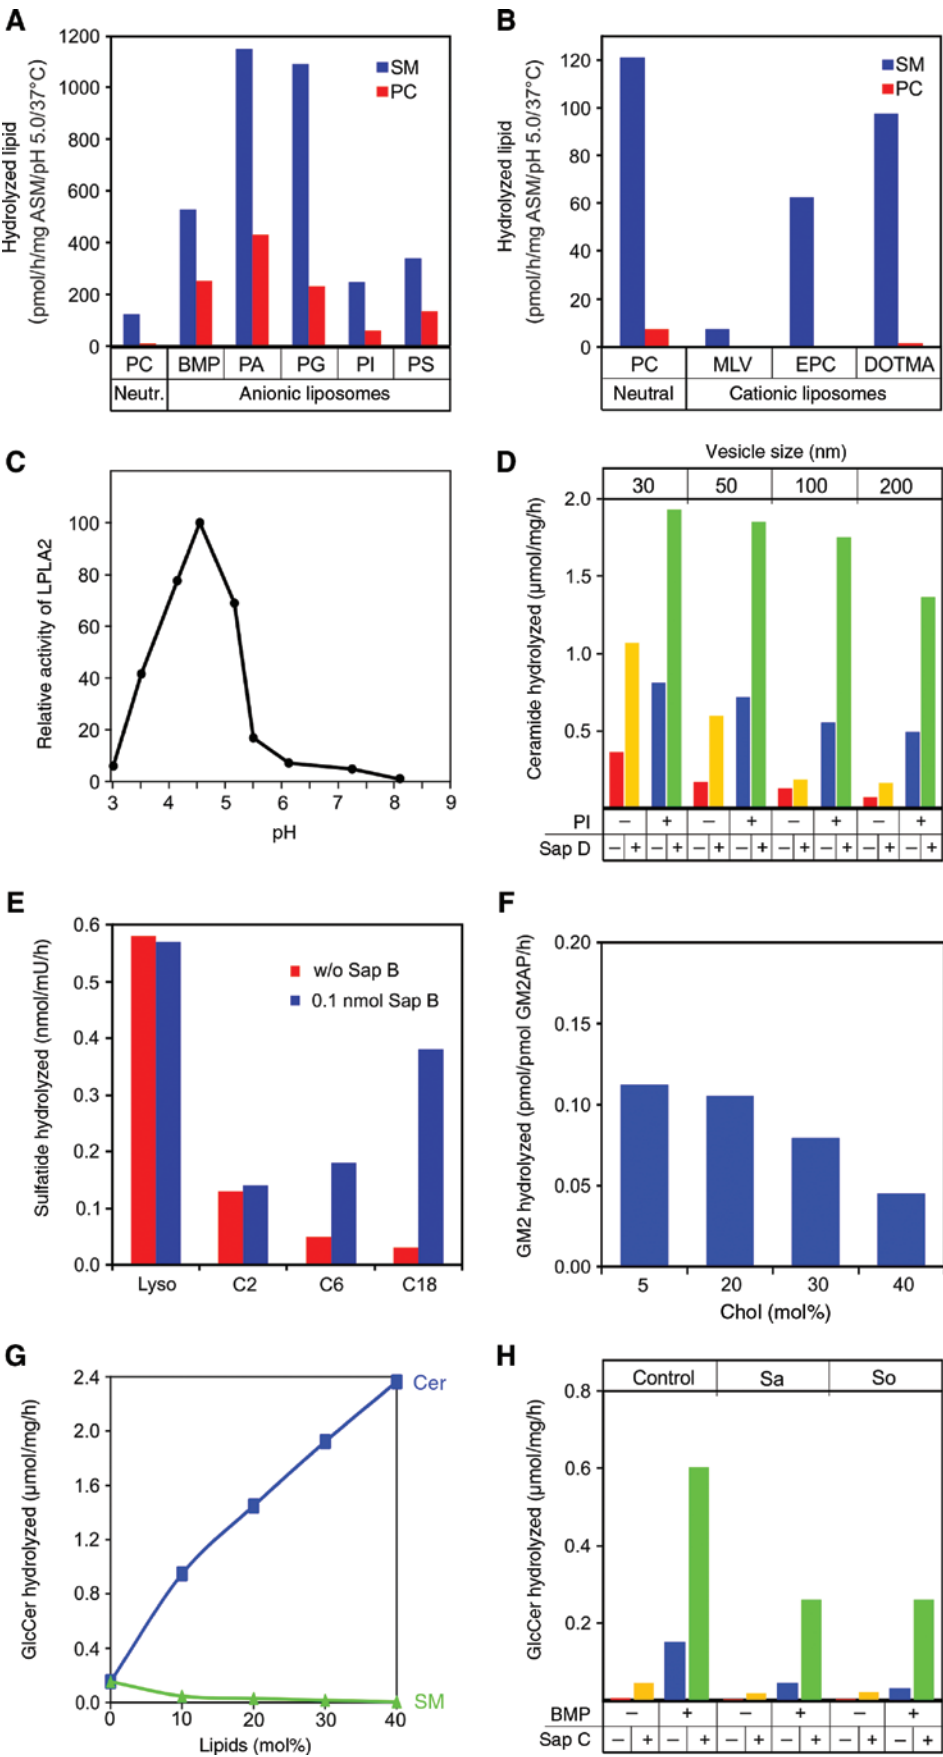 A
Hydrolyzed lipid
(pmol/h/mg ASM/pH 5.0/37°C)
1200
1000
800
600
400
200
0
SM
PC
PC BMP PA PG PI PS
Neutr. Anionic liposomes
B
Hydrolyzed lipid
(pmol/h/mg ASM/pH 5.0/37°C)
120
100
80
60
40
20
0
SM
PC
PC MLV EPC DOTMA
Neutral Cationic liposomes
C
Relative activity of LPLA2
100
80
60
40
20
0
3 4 5 6 7 8 9
pH
D
Vesicle size (nm)
30 50 100 200
Ceramide hydrolyzed (µmol/mg/h)
2.0
1.5
1.0
0.5
PI – + – + – + – +
Sap D – + – + – + – + – + – + – + – +
E
Sulfatide hydrolyzed (nmol/mU/h)
0.6
0.5
0.4
0.3
0.2
0.1
0.0
w/o Sap B
0.1 nmol Sap B
Lyso C2 C6 C18
F
GM2 hydrolyzed (pmol/pmol GM2AP/h)
0.20
0.15
0.10
0.05
0.00
5 20 30 40
Chol (mol%)
G
GlcCer hydrolyzed (µmol/mg/h)
2.4
2.0
1.6
1.2
0.8
0.4
0.0
Cer
SM
0 10 20 30 40
Lipids (mol%)
H
Control Sa So
GlcCer hydrolyzed (µmol/mg/h)
0.8
0.6
0.4
0.2
BMP – + – + – +
Sap C – + – + – + – + – + – +